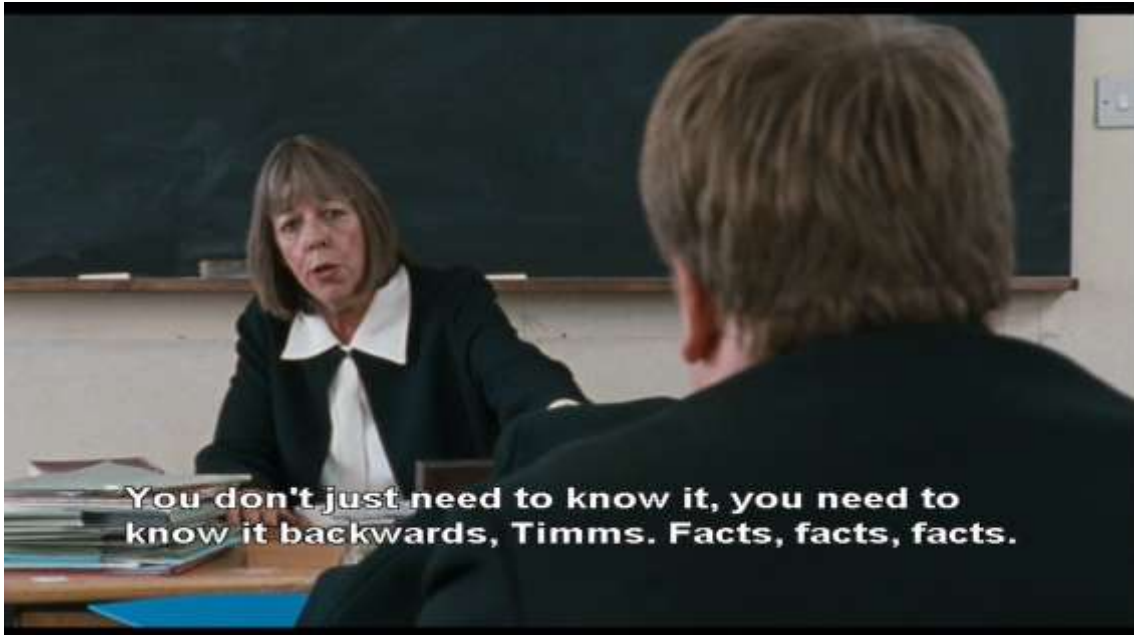 You don't just need to know it, you need to
know it backwards, Timms. Facts, facts, facts.